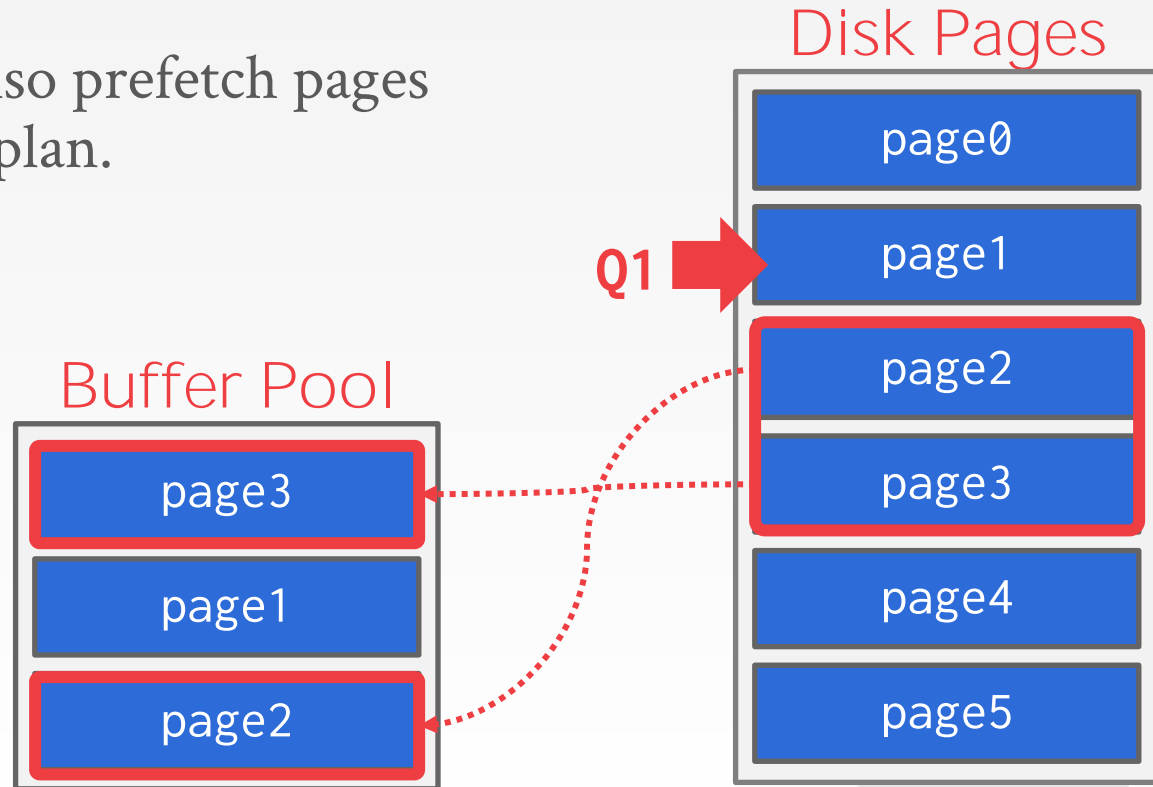 Disk Pages
lso prefetch pages
plan.
page0
page1
Q1
page2
page3
page4
page5
Buffer Pool
page3
page1
page2